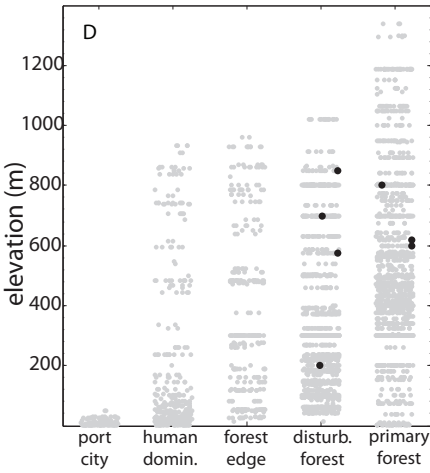 D
elevation (m)
1200
1000
800
600
400
200
port city
human domin.
forest edge
disturb. forest
primary forest